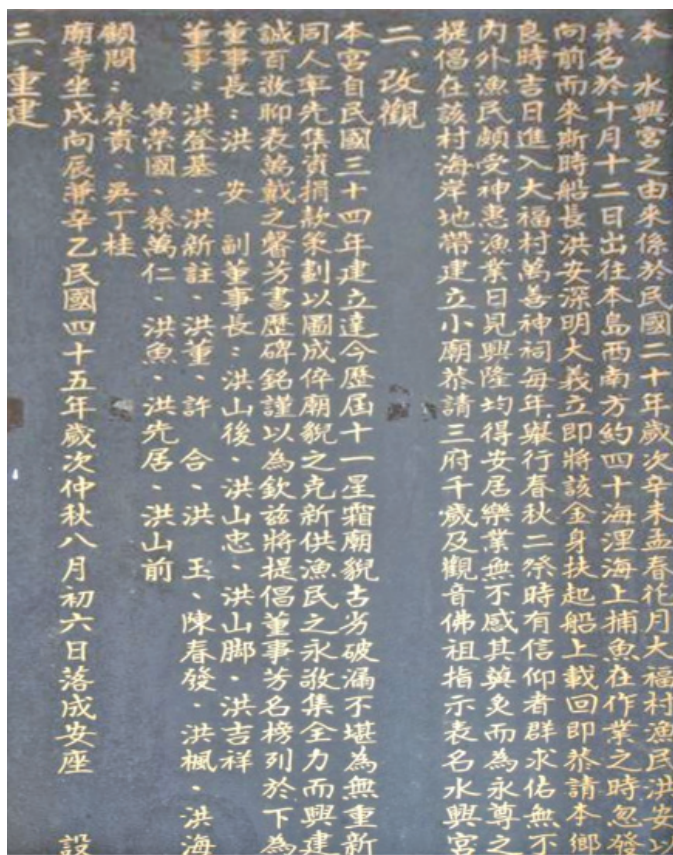 本　水興宮之由來係於民國二十年歲次辛未孟春花月大福村漁民洪安以
柒名於十月十二日出往本島西南方約四十海浬海上捕魚在作業之時忽發
向前而來斯時船長洪安深明大義立即將該金身扶起船上載回即恭請本鄉
良時吉日進入大福村萬善神祠每年舉行春秋二祭時有信仰者群求佑無不
內外漁民頗受神惠漁業日見興隆均得安居樂業無不感其英灵而為永尊之
提倡在該村海岸地帶建立小廟恭請三府千歲及觀音佛祖指示表名水興宮
二、改觀
本宮自民國三十四年建立達今歷屆十一星霜廟貌古劣破漏不堪為無重新
同人率先集資捐款策劃以圖成倅廟貌之克新供漁民之永敬集全力而興建
誠百敬聊表萬戴之馨芳書歷碑銘謹以為欽玆將提倡董事芳名榜列於下為
董事長：洪　安　副董事長：洪山後、洪山忠、洪山脚、洪吉祥
董事：洪登基、洪新註、洪董、許　合、洪　玉、陳春發、洪楓、洪海
黃榮國、蔡萬仁、洪魚、洪先居、洪山前
顧問：蔡貴、吳丁桂
廟寺坐戌向辰兼辛乙民國四十五年歲次仲秋八月初六日落成安座　設
三、重建